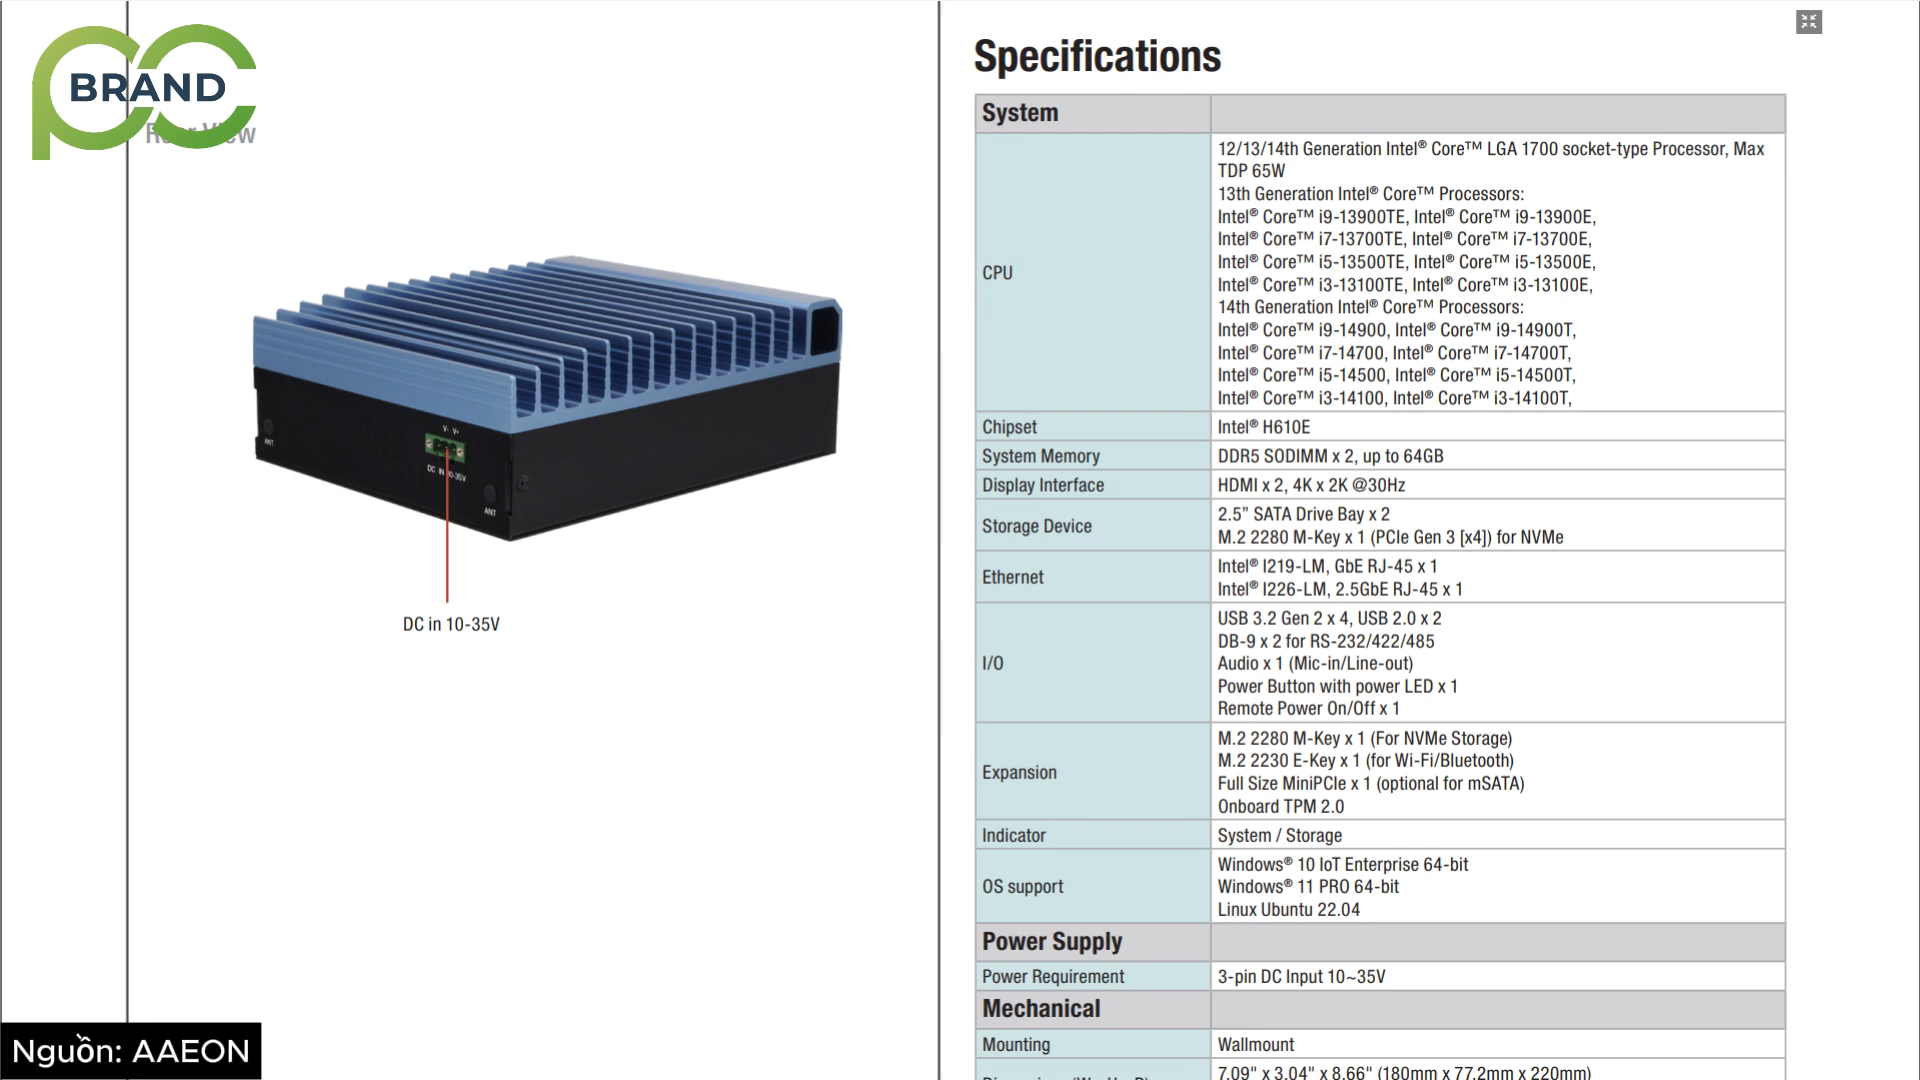 BRAND
Rear View
V- V+
ANT
DC IN 10-35V
ANT
DC in 10-35V
Nguồn: AAEON
Specifications
System
CPU
12/13/14th Generation Intel® Core™ LGA 1700 socket-type Processor, Max
TDP 65W
13th Generation Intel® Core™ Processors:
Intel® Core™ i9-13900TE, Intel® Core™ i9-13900E,
Intel® Core™ i7-13700TE, Intel® Core™ i7-13700E,
Intel® Core™ i5-13500TE, Intel® Core™ i5-13500E,
Intel® Core™ i3-13100TE, Intel® Core™ i3-13100E,
14th Generation Intel® Core™ Processors:
Intel® Core™ i9-14900, Intel® Core™ i9-14900T,
Intel® Core™ i7-14700, Intel® Core™ i7-14700T,
Intel® Core™ i5-14500, Intel® Core™ i5-14500T,
Intel® Core™ i3-14100, Intel® Core™ i3-14100T,
Chipset
Intel® H610E
System Memory
DDR5 SODIMM x 2, up to 64GB
Display Interface
HDMI x 2, 4K x 2K @30Hz
Storage Device
2.5” SATA Drive Bay x 2
M.2 2280 M-Key x 1 (PCIe Gen 3 [x4]) for NVMe
Ethernet
Intel® I219-LM, GbE RJ-45 x 1
Intel® I226-LM, 2.5GbE RJ-45 x 1
I/O
USB 3.2 Gen 2 x 4, USB 2.0 x 2
DB-9 x 2 for RS-232/422/485
Audio x 1 (Mic-in/Line-out)
Power Button with power LED x 1
Remote Power On/Off x 1
Expansion
M.2 2280 M-Key x 1 (For NVMe Storage)
M.2 2230 E-Key x 1 (for Wi-Fi/Bluetooth)
Full Size MiniPCIe x 1 (optional for mSATA)
Onboard TPM 2.0
Indicator
System / Storage
OS support
Windows® 10 IoT Enterprise 64-bit
Windows® 11 PRO 64-bit
Linux Ubuntu 22.04
Power Supply
Power Requirement
3-pin DC Input 10~35V
Mechanical
Mounting
Wallmount
7.09" x 3.04" x 8.66" (180mm x 77.2mm x 220mm)